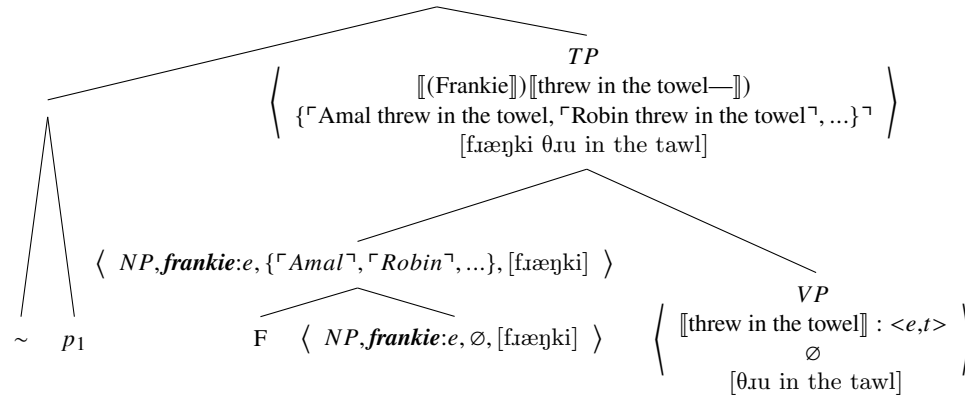 TP
⟦(Frankie⟧)⟦threw in the towel—⟧)
{⌜Amal threw in the towel, ⌜Robin threw in the towel⌝, ...}⌝
[fɹæŋki θɹu in the tawl]
⟨ NP, frankie:e, {⌜Amal⌝, ⌜Robin⌝, ...}, [fɹæŋki] ⟩
∼ p₁ F ⟨ NP, frankie:e, ∅, [fɹæŋki] ⟩
VP
⟦threw in the towel⟧ : <e,t>
∅
[θɹu in the tawl]